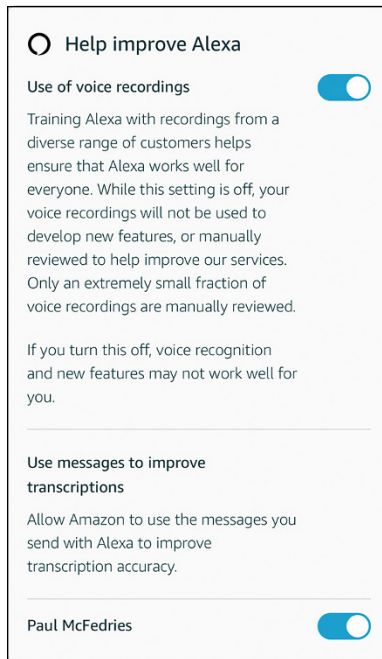 Help improve Alexa
Use of voice recordings
Training Alexa with recordings from a
diverse range of customers helps
ensure that Alexa works well for
everyone. While this setting is off, your
voice recordings will not be used to
develop new features, or manually
reviewed to help improve our services.
Only an extremely small fraction of
voice recordings are manually reviewed.
If you turn this off, voice recognition
and new features may not work well for
you.
Use messages to improve
transcriptions
Allow Amazon to use the messages you
send with Alexa to improve
transcription accuracy.
Paul McFedries